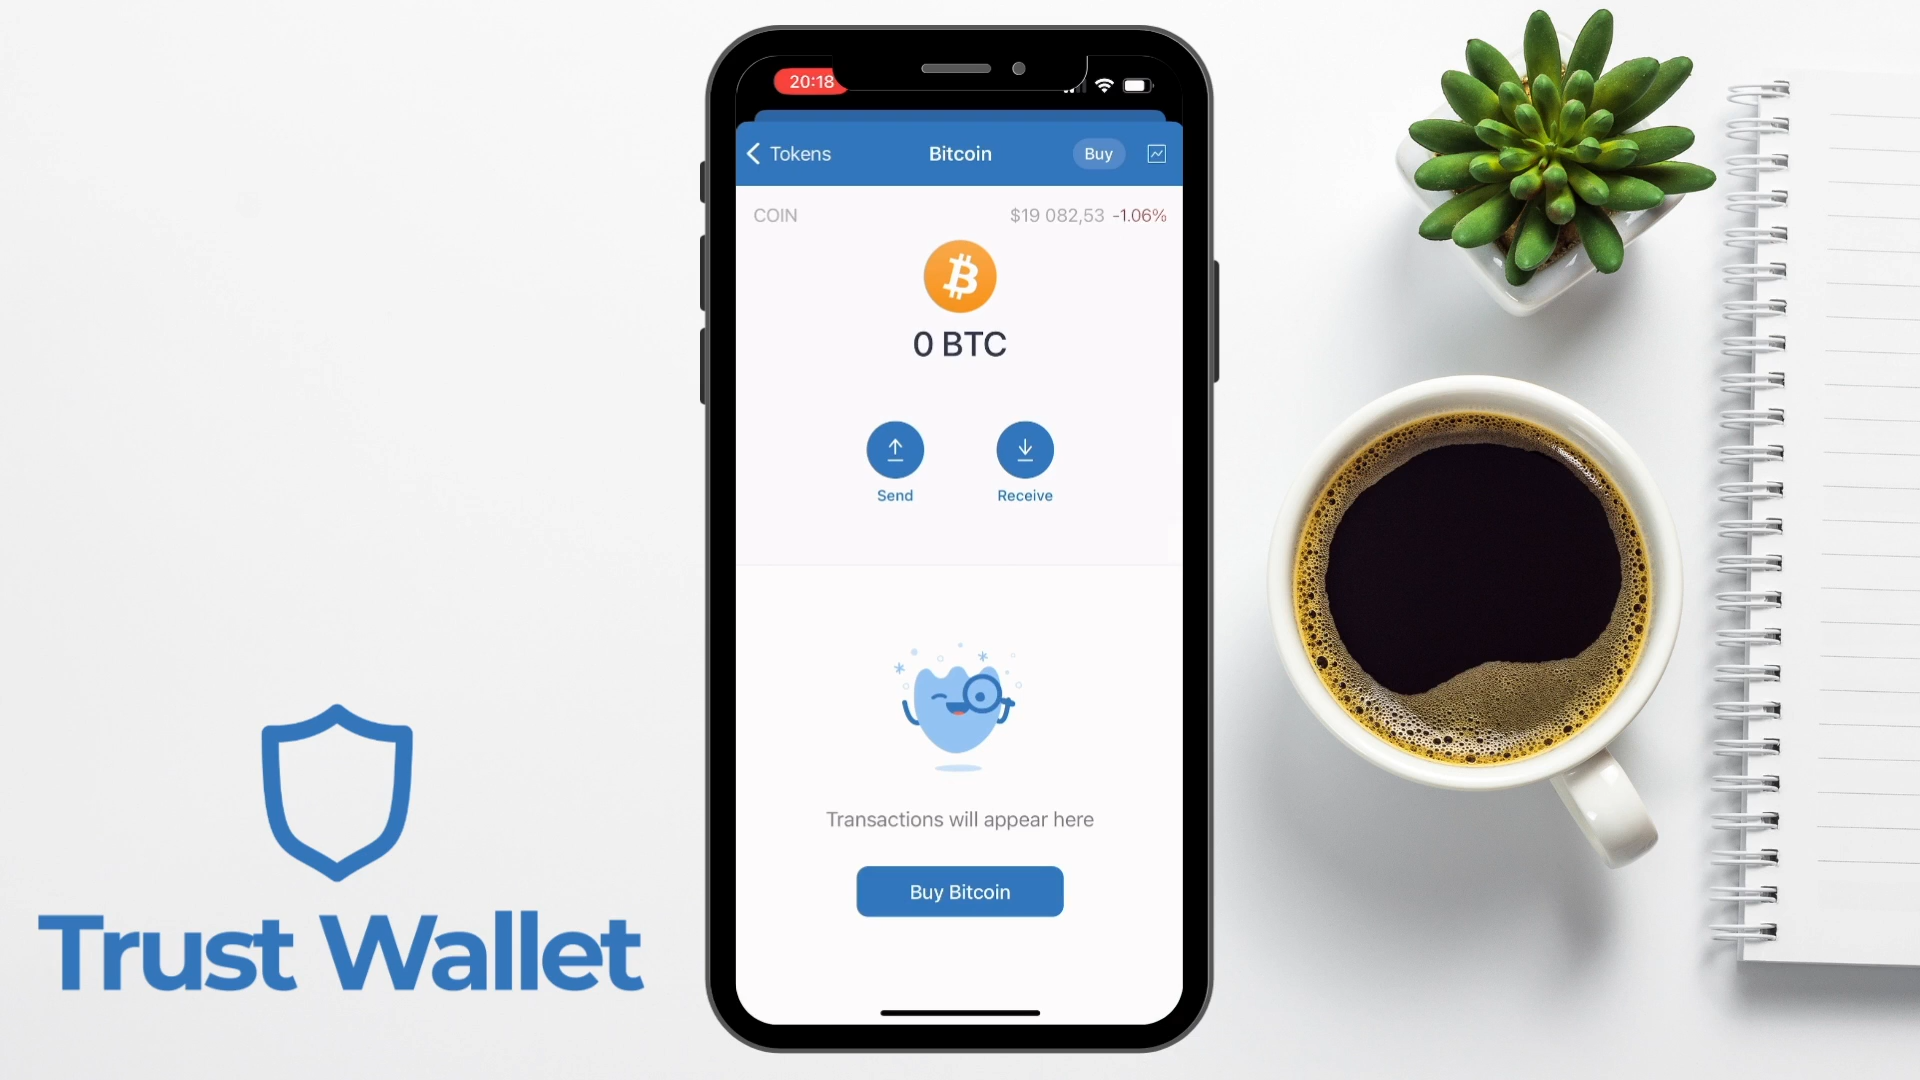 20:18
Tokens
Bitcoin
Buy
COIN
$19 082,53 -1.06%
0 BTC
Send
Receive
Transactions will appear here
Buy Bitcoin
Trust Wallet